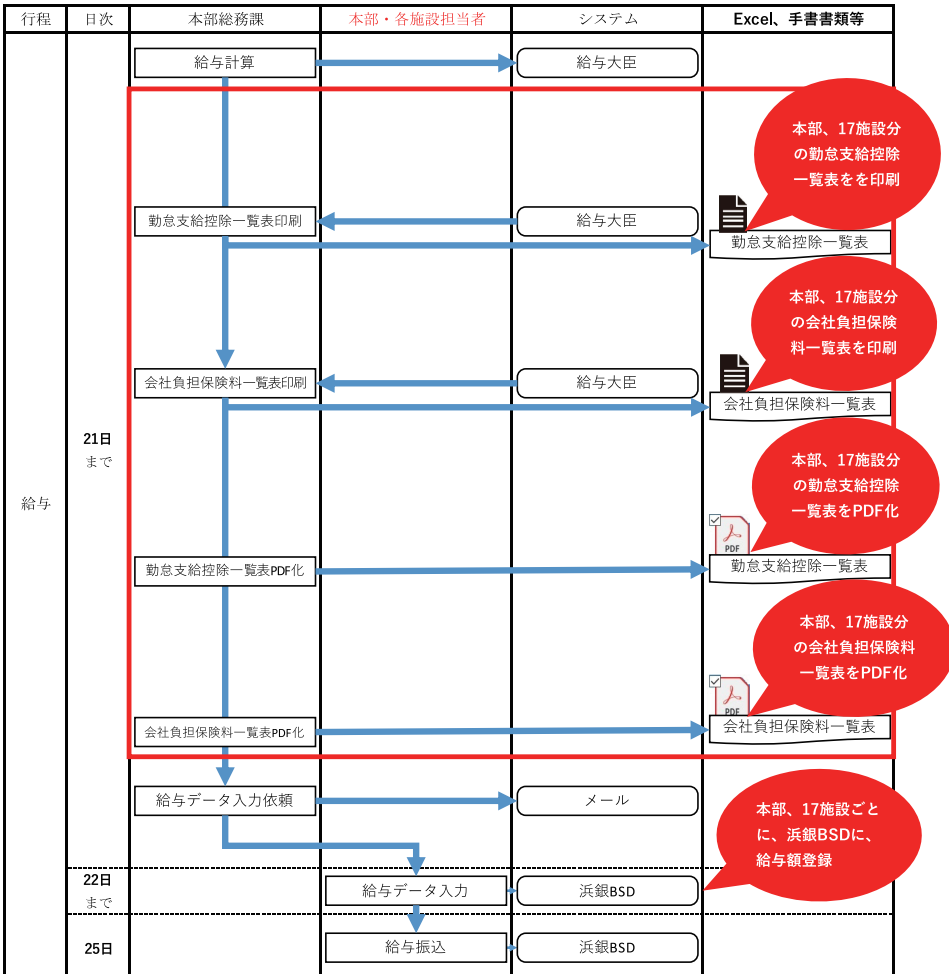 行程
日次
本部総務課
本部・各施設担当者
システム
Excel、手書書類等
給与計算
給与大臣
本部、17施設分
の勤怠支給控除
一覧表をを印刷
勤怠支給控除一覧表印刷
給与大臣
勤怠支給控除一覧表
本部、17施設分
の会社負担保険
料一覧表を印刷
会社負担保険料一覧表印刷
給与大臣
会社負担保険料一覧表
21日
まで
給与
本部、17施設分
の勤怠支給控除
一覧表をPDF化
PDF
勤怠支給控除一覧表PDF化
勤怠支給控除一覧表
本部、17施設分
の会社負担保険料
一覧表をPDF化
PDF
会社負担保険料一覧表PDF化
会社負担保険料一覧表
給与データ入力依頼
メール
本部、17施設ごと
に、浜銀BSDに、
給与額登録
22日
まで
給与データ入力
浜銀BSD
25日
給与振込
浜銀BSD